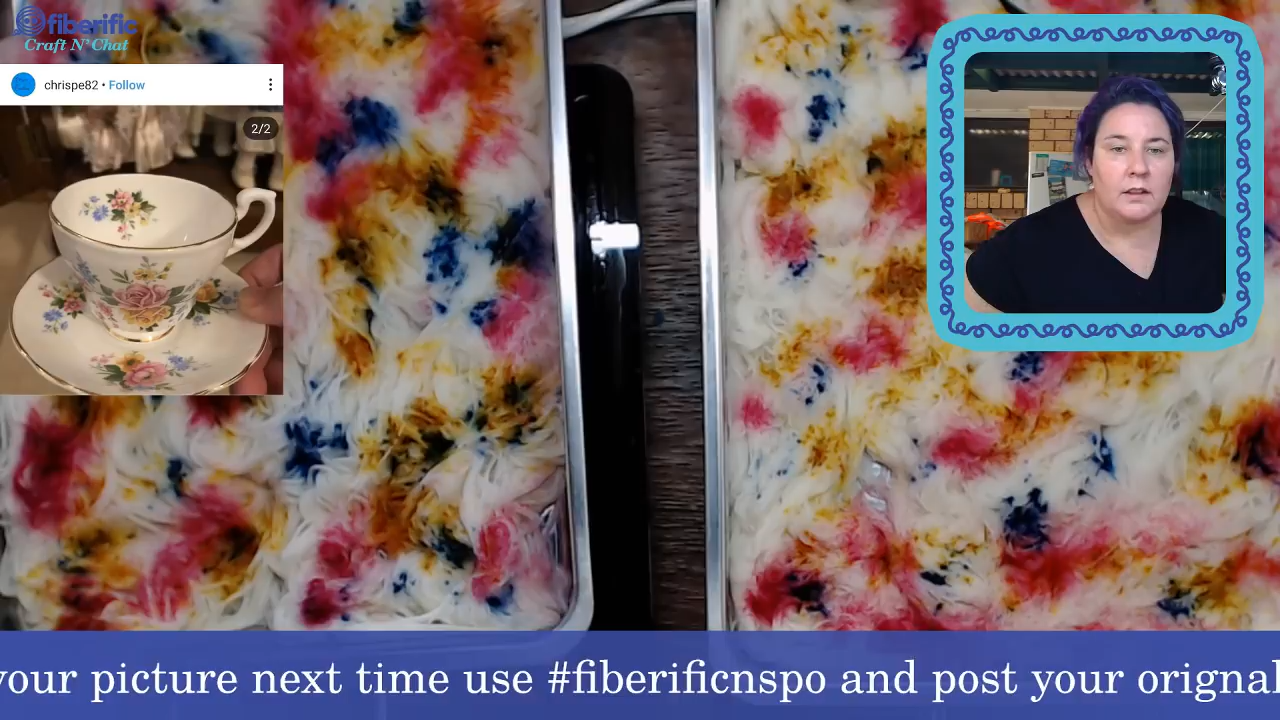 fiberific
Craft N' Chat
chrispe82 • Follow
2/2
your picture next time use #fiberificnspo and post your orignal